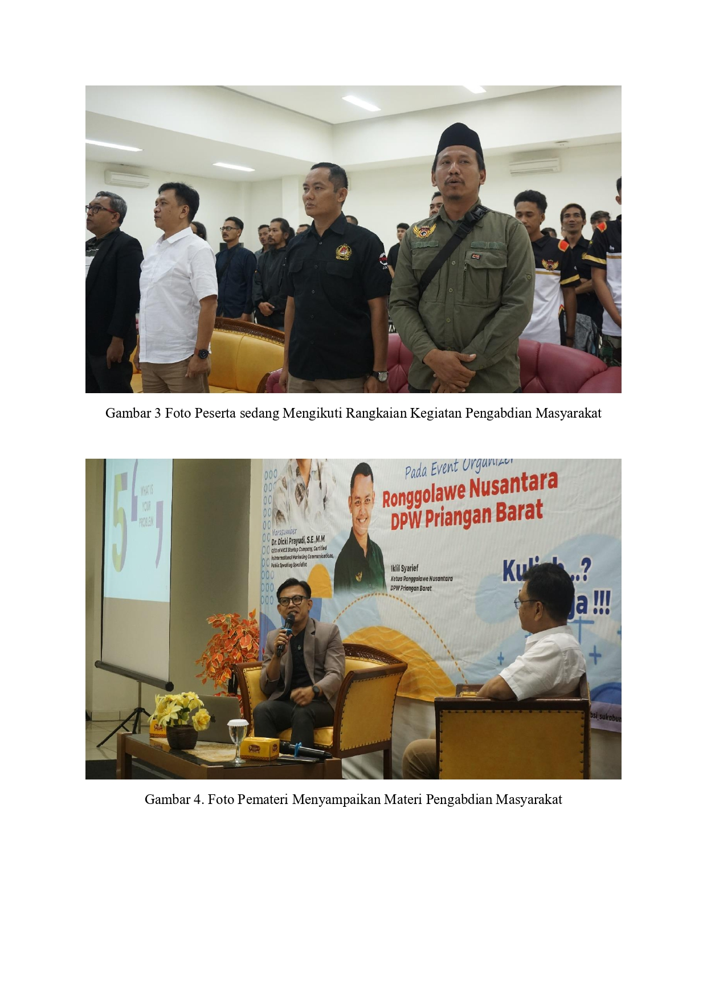 Gambar 3 Foto Peserta sedang Mengikuti Rangkaian Kegiatan Pengabdian Masyarakat
5
WHAT IS
YOUR
PROBLEM
Pada Event Organizer
Ronggolawe Nusantara
DPW Priangan Barat
Narasumber
Dr. Dicki Prayudi, S.E.,M.M
CEO of MICE Startup Company, Certified
in International Marketing Communications,
Public Speaking Specialist.
Iklil Syarief
Ketua Ronggolawe Nusantara
DPW Priangan Barat
...?
!!!
Gambar 4. Foto Pemateri Menyampaikan Materi Pengabdian Masyarakat